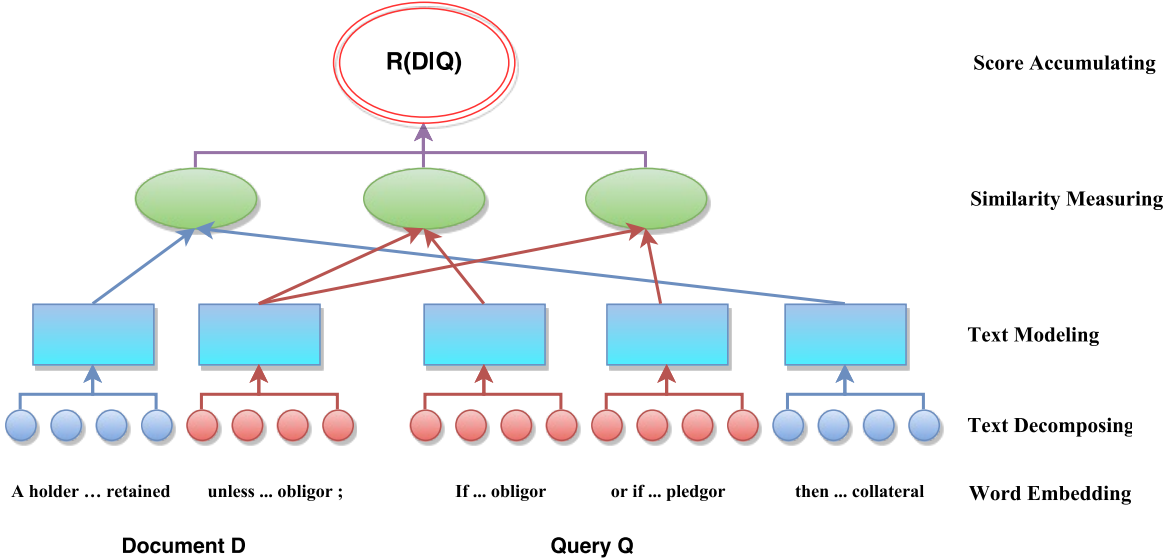 R(D|Q)
Score Accumulating
Similarity Measuring
Text Modeling
Text Decomposing
A holder … retained
unless ... obligor ;
If ... obligor
or if ... pledgor
then ... collateral
Word Embedding
Document D
Query Q